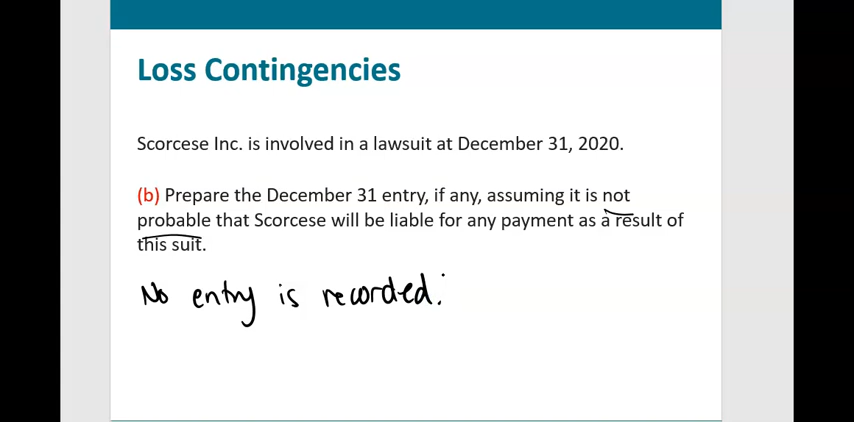 Loss Contingencies
Scorcese Inc. is involved in a lawsuit at December 31, 2020.
(b) Prepare the December 31 entry, if any, assuming it is not
probable that Scorcese will be liable for any payment as a result of
this suit.
No entry is recorded.